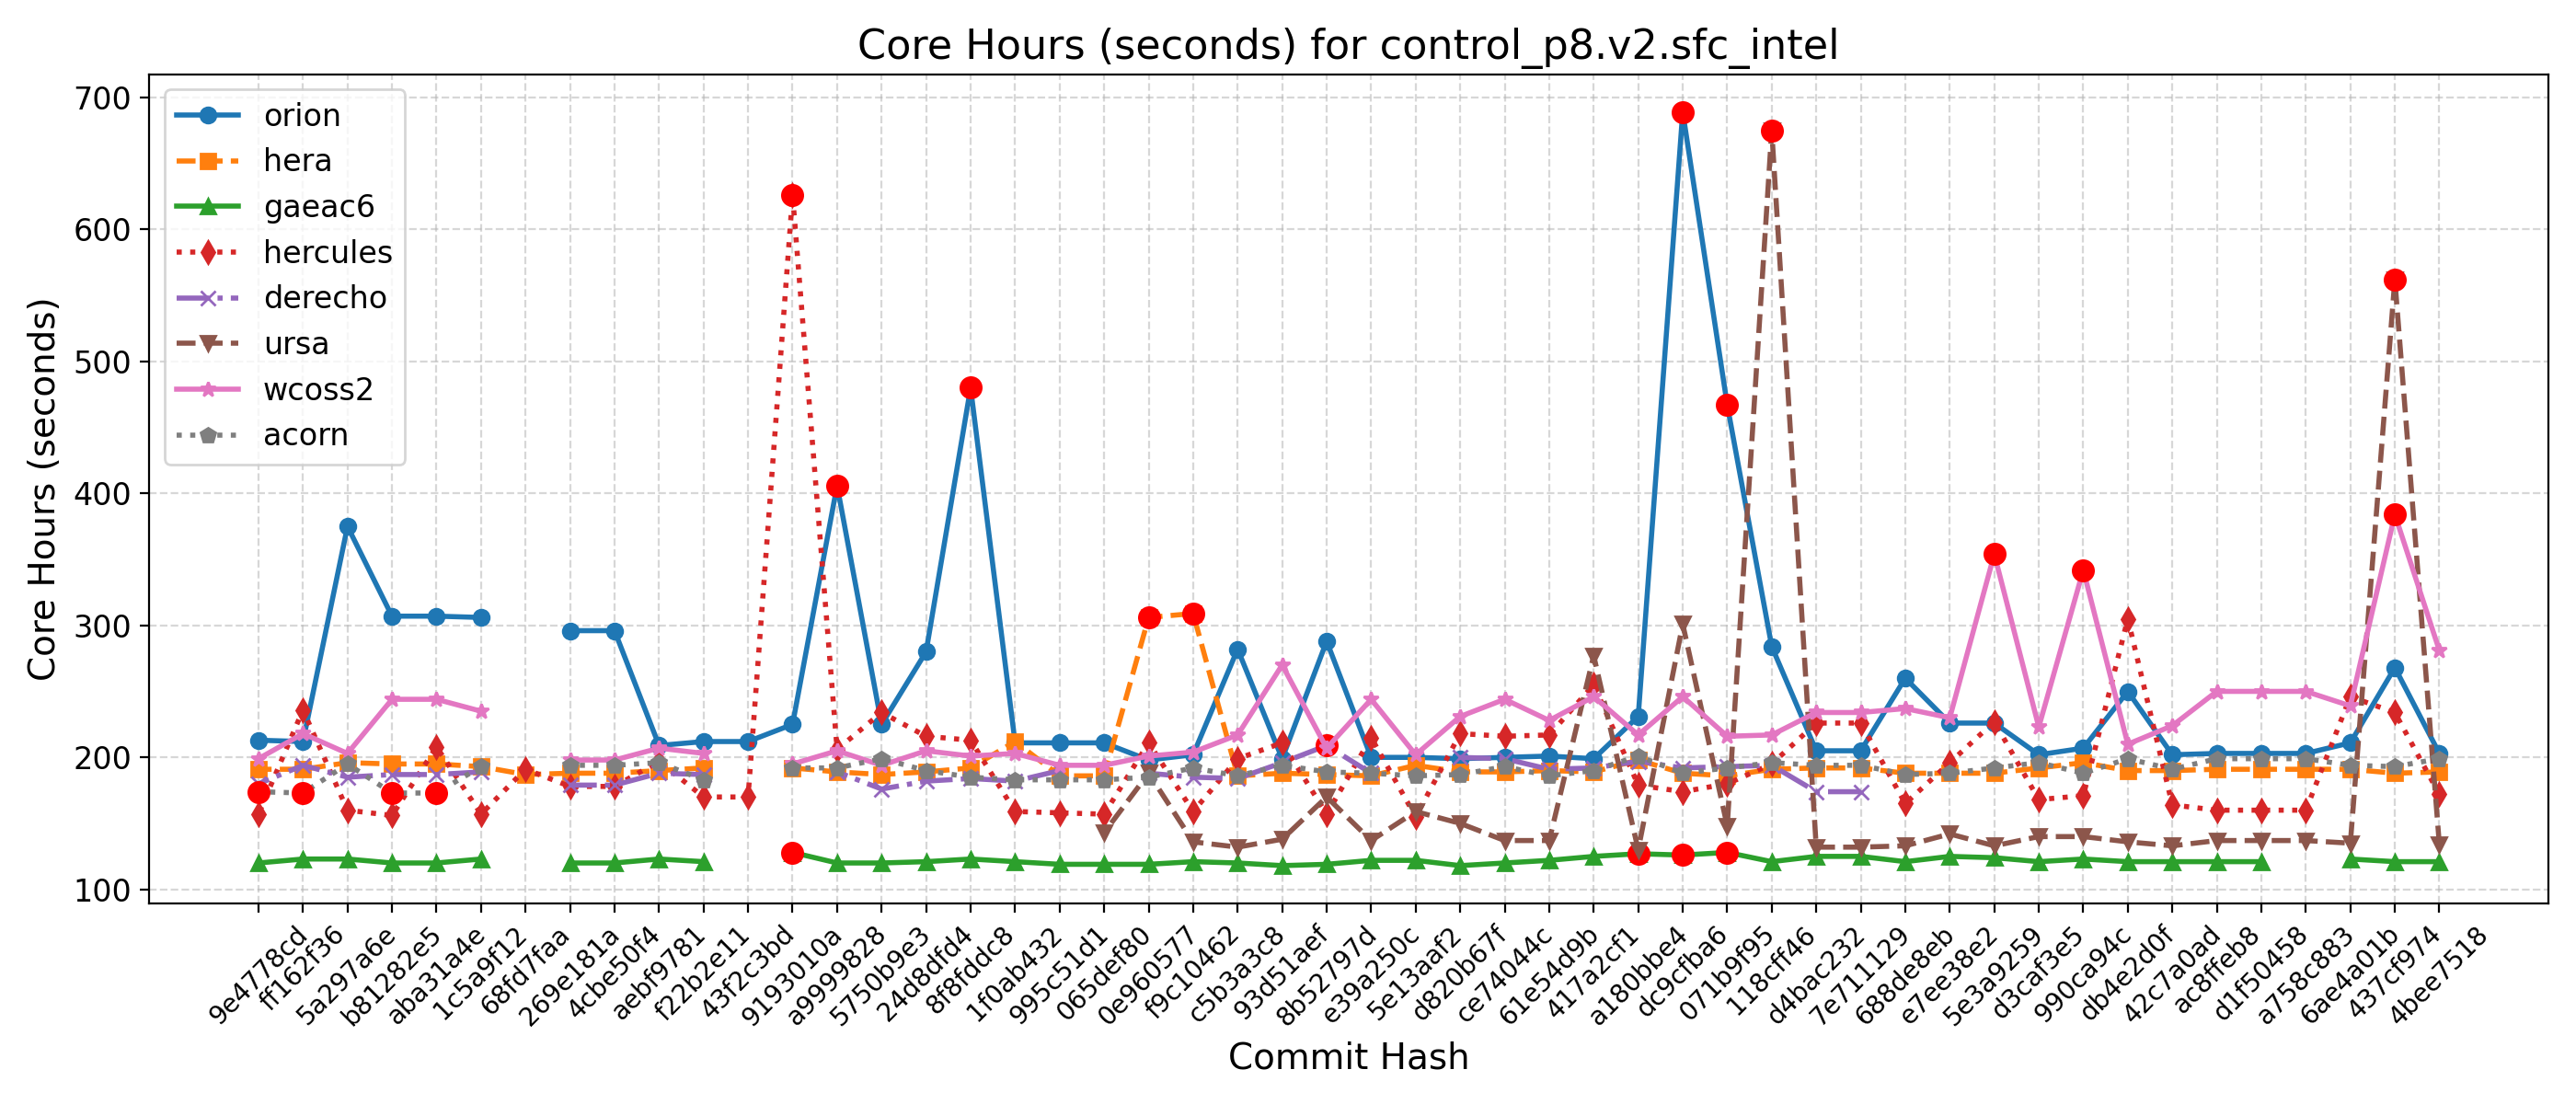 Core Hours (seconds) for control_p8.v2.sfc_intel
Core Hours (seconds)
700
600
500
400
300
200
100
orion
hera
gaeac6
hercules
derecho
ursa
wcoss2
acorn
9e4778cd
ff162f36
5a297a6e
b81282e5
aba31a4e
1c5a9f12
68fd7faa
269e181a
4cbe50f4
aebf9781
f22b2e11
43f2c3bd
9193010a
a9999828
5750b9e3
24d8dfd4
8f8fddc8
1f0ab432
995c51d1
065def80
0e960577
f9c10462
c5b3a3c8
93d51aef
8b52797d
e39a250c
5e13aaf2
d820b67f
ce74044c
61e54d9b
417a2cf1
a180bbe4
dc9cfba6
071b9f95
118cff46
d4bac232
7e711129
688de8eb
e7ee38e2
5e3a9259
d3caf3e5
990ca94c
db4e2d0f
42c7a0ad
ac8ffeb8
d1f50458
a758c883
6ae4a01b
437cf974
4bee7518
Commit Hash